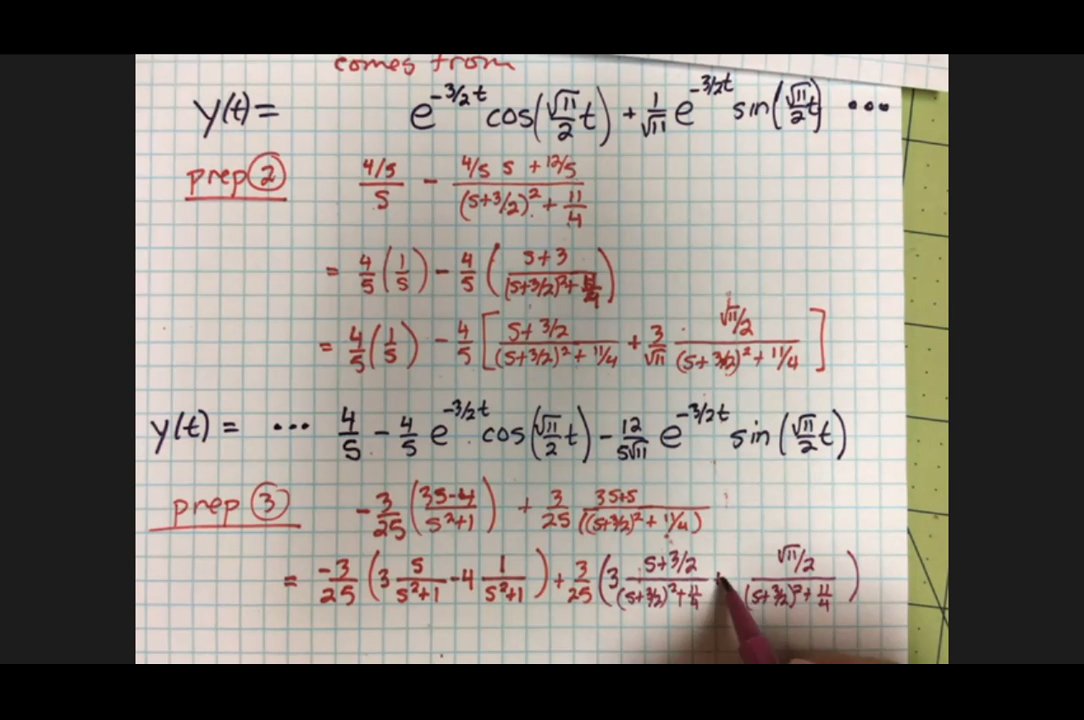 comes from
y(t) = e^{-3/2 t} cos(√11/2 t) + 1/√11 e^{-3/2 t} sin(√11/2 t) •••
prep ② (4/5)/s - (4/5 s + 12/5)/((s+3/2)² + 11/4)
= 4/5 (1/s) - 4/5 ((s+3)/((s+3/2)² + 11/4))
= 4/5 (1/s) - 4/5 [(s+3/2)/((s+3/2)² + 11/4) + 3/√11 (√11/2)/((s+3/2)² + 11/4)]
y(t) = ••• 4/5 - 4/5 e^{-3/2 t} cos(√11/2 t) - 12/(5√11) e^{-3/2 t} sin(√11/2 t)
prep ③ -3/25 ((3s-4)/(s²+1)) + 3/25 (3s+5)/((s+3/2)² + 11/4)
= -3/25 (3 s/(s²+1) - 4 1/(s²+1)) + 3/25 (3 (s+3/2)/((s+3/2)² + 11/4) (√11/2)/((s+3/2)² + 11/4))